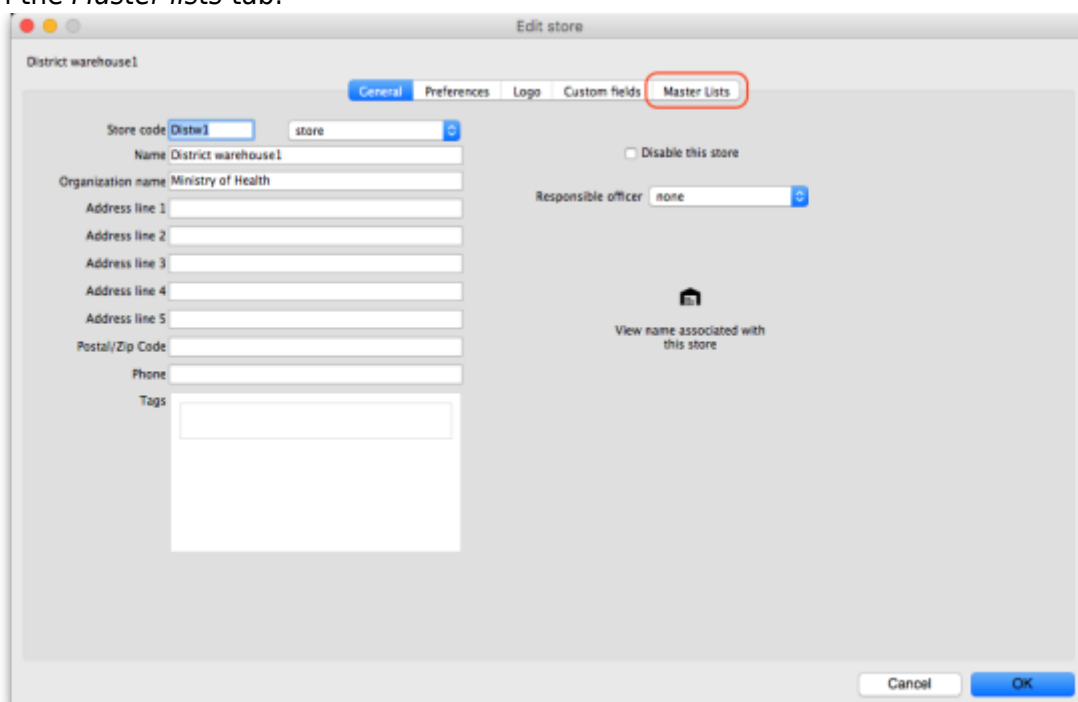 the Master lists tab.
Edit store
District warehouse1
General Preferences Logo Custom fields Master Lists
Store code Distw1 store
Disable this store
Name District warehouse1
Organization name Ministry of Health
Responsible officer none
Address line 1
Address line 2
Address line 3
Address line 4
Address line 5
View name associated with
this store
Postal/Zip Code
Phone
Tags
Cancel OK